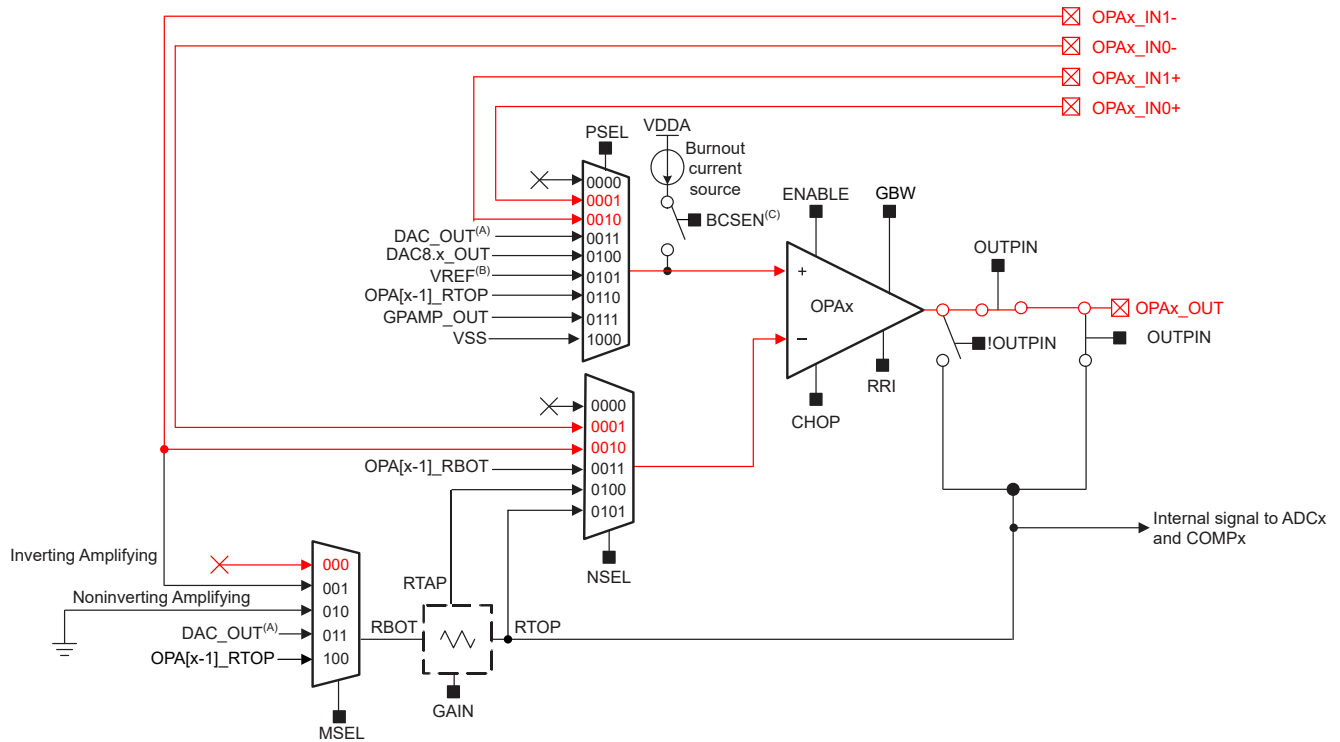 OPAx_IN1-
OPAx_IN0-
OPAx_IN1+
OPAx_IN0+
VDDA
PSEL
Burnout
current
source
ENABLE
GBW
BCSEN(C)
0000
0001
0010
DAC_OUT(A)
0011
DAC8.x_OUT
0100
VREF(B)
0101
OPA[x-1]_RTOP
0110
GPAMP_OUT
0111
VSS
1000
+
OPAx
−
OUTPIN
OPAx_OUT
!OUTPIN
OUTPIN
RRI
CHOP
0000
0001
0010
OPA[x-1]_RBOT
0011
0100
0101
NSEL
Internal signal to ADCx
and COMPx
Inverting Amplifying
000
001
Noninverting Amplifying
010
DAC_OUT(A)
011
OPA[x-1]_RTOP
100
MSEL
RTAP
RBOT
RTOP
GAIN